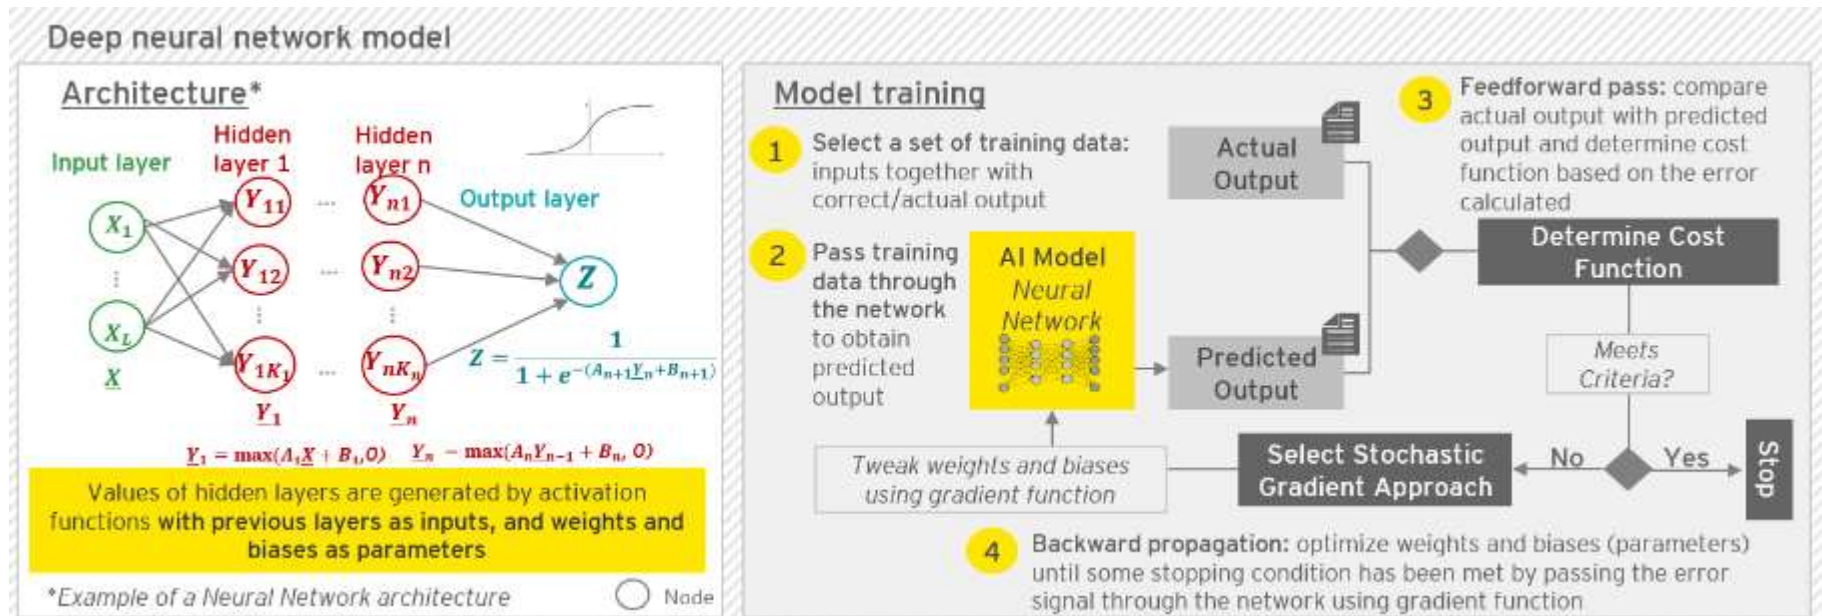 Deep neural network model
Architecture*
Input layer
Hidden
layer 1
Hidden
layer n
Output layer
X₁
⋮
X_L
X
Y₁₁
...
Y₁₂
...
⋮
Y₁K₁
...
Y₁
Yₙ₁
Yₙ₂
⋮
YₙKₙ
Yₙ
Z
Z = 1 / (1 + e^−(Aₙ₊₁Yₙ+Bₙ₊₁))
Y₁ = max(A₁X + B₁, 0) Yₙ = max(AₙYₙ₋₁ + Bₙ, 0)
Values of hidden layers are generated by activation
functions with previous layers as inputs, and weights and
biases as parameters
*Example of a Neural Network architecture
Node
Model training
1
Select a set of training data:
inputs together with
correct/actual output
2
Pass training
data through
the network
to obtain
predicted
output
AI Model
Neural
Network
Actual
Output
Predicted
Output
3
Feedforward pass: compare
actual output with predicted
output and determine cost
function based on the error
calculated
Determine Cost
Function
Meets
Criteria?
No
Yes
Stop
Select Stochastic
Gradient Approach
Tweak weights and biases
using gradient function
4
Backward propagation: optimize weights and biases (parameters)
until some stopping condition has been met by passing the error
signal through the network using gradient function